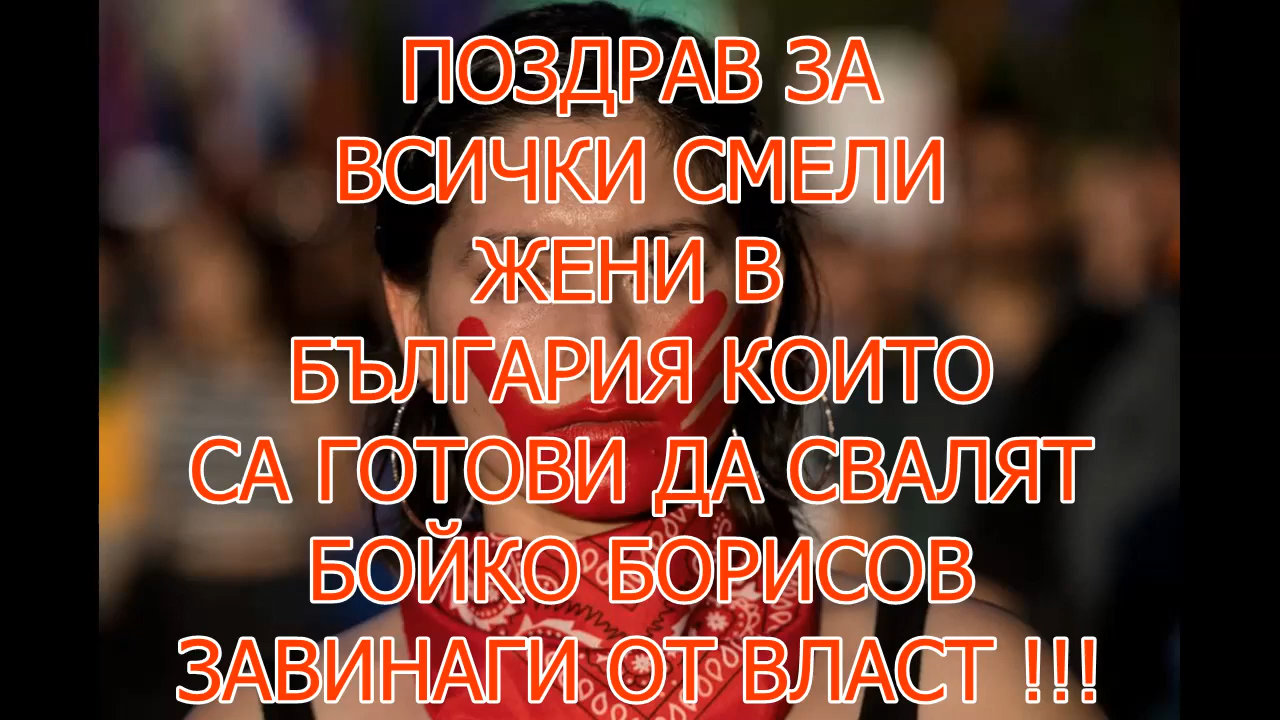 ПОЗДРАВ ЗА
ВСИЧКИ СМЕЛИ
ЖЕНИ В
БЪЛГАРИЯ КОИТО
СА ГОТОВИ ДА СВАЛЯТ
БОЙКО БОРИСОВ
ЗАВИНАГИ ОТ ВЛАСТ !!!